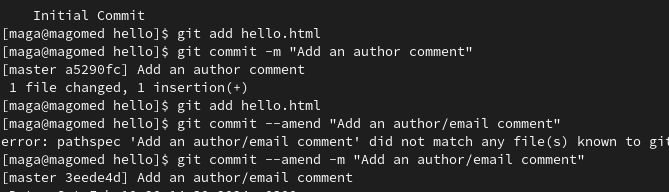 Initial Commit
[maga@magomed hello]$ git add hello.html
[maga@magomed hello]$ git commit -m "Add an author comment"
[master a5290fc] Add an author comment
1 file changed, 1 insertion(+)
[maga@magomed hello]$ git add hello.html
[maga@magomed hello]$ git commit --amend "Add an author/email comment"
error: pathspec 'Add an author/email comment' did not match any file(s) known to git
[maga@magomed hello]$ git commit --amend -m "Add an author/email comment"
[master 3eede4d] Add an author/email comment